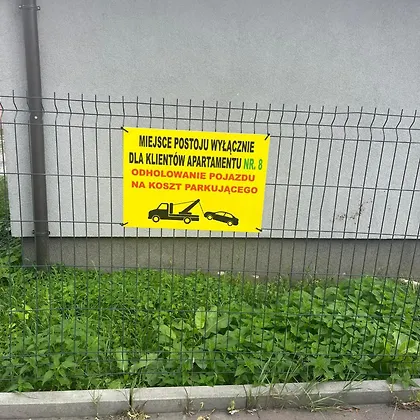 MIEJSCE POSTOJU WYŁĄCZNIE
DLA KLIENTÓW APARTAMENTU NR. 8
ODHOLOWANIE POJAZDU
NA KOSZT PARKUJĄCEGO